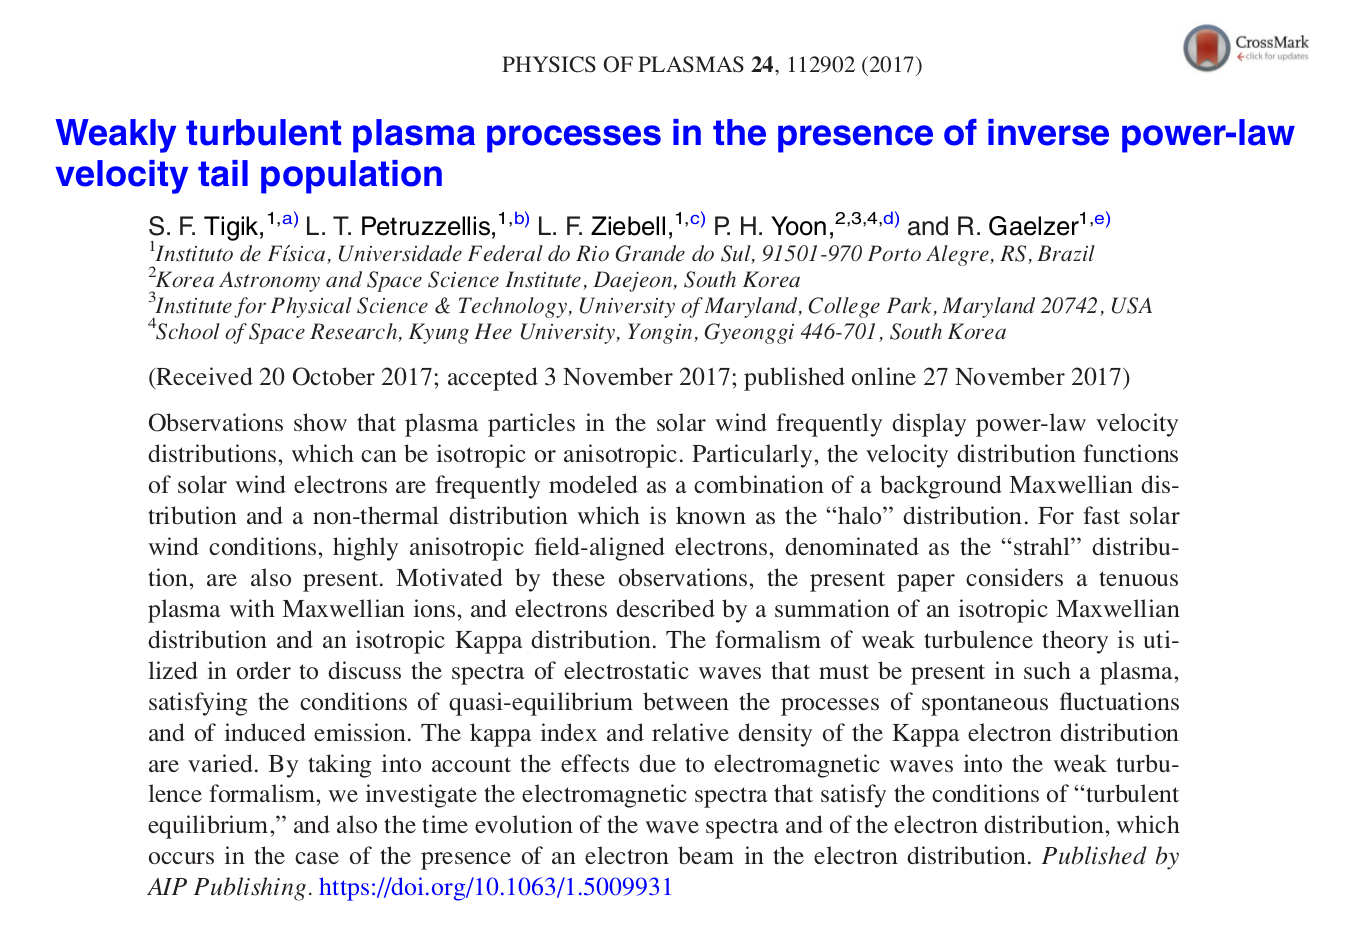 CrossMark
click for updates
PHYSICS OF PLASMAS 24, 112902 (2017)
Weakly turbulent plasma processes in the presence of inverse power-law
velocity tail population
S. F. Tigik,1,a) L. T. Petruzzellis,1,b) L. F. Ziebell,1,c) P. H. Yoon,2,3,4,d) and R. Gaelzer1,e)
1Instituto de Física, Universidade Federal do Rio Grande do Sul, 91501-970 Porto Alegre, RS, Brazil
2Korea Astronomy and Space Science Institute, Daejeon, South Korea
3Institute for Physical Science & Technology, University of Maryland, College Park, Maryland 20742, USA
4School of Space Research, Kyung Hee University, Yongin, Gyeonggi 446-701, South Korea
(Received 20 October 2017; accepted 3 November 2017; published online 27 November 2017)
Observations show that plasma particles in the solar wind frequently display power-law velocity
distributions, which can be isotropic or anisotropic. Particularly, the velocity distribution functions
of solar wind electrons are frequently modeled as a combination of a background Maxwellian dis-
tribution and a non-thermal distribution which is known as the “halo” distribution. For fast solar
wind conditions, highly anisotropic field-aligned electrons, denominated as the “strahl” distribu-
tion, are also present. Motivated by these observations, the present paper considers a tenuous
plasma with Maxwellian ions, and electrons described by a summation of an isotropic Maxwellian
distribution and an isotropic Kappa distribution. The formalism of weak turbulence theory is uti-
lized in order to discuss the spectra of electrostatic waves that must be present in such a plasma,
satisfying the conditions of quasi-equilibrium between the processes of spontaneous fluctuations
and of induced emission. The kappa index and relative density of the Kappa electron distribution
are varied. By taking into account the effects due to electromagnetic waves into the weak turbu-
lence formalism, we investigate the electromagnetic spectra that satisfy the conditions of “turbulent
equilibrium,” and also the time evolution of the wave spectra and of the electron distribution, which
occurs in the case of the presence of an electron beam in the electron distribution. Published by
AIP Publishing. https://doi.org/10.1063/1.5009931